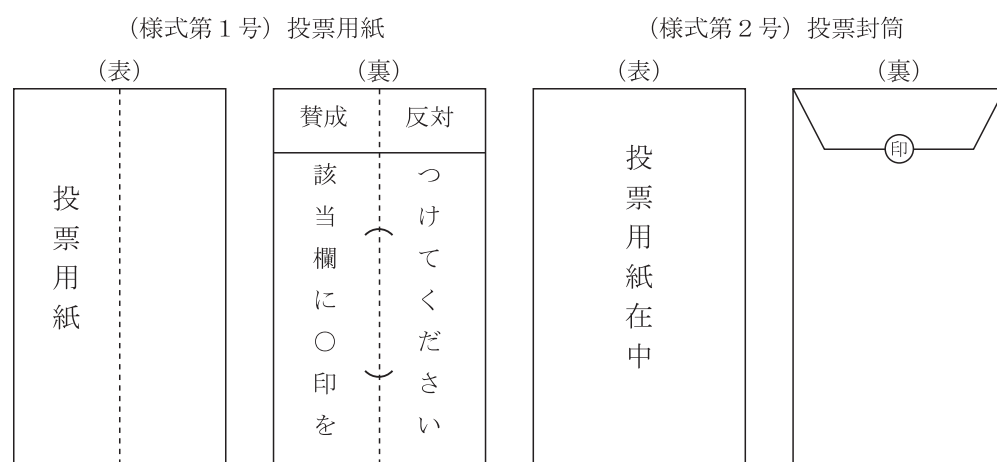 （様式第１号）投票用紙
（様式第２号）投票封筒
（表）
（裏）
（表）
（裏）
投票用紙
賛成
反対
該当欄に○印を
つけてください
投票用紙在中
印